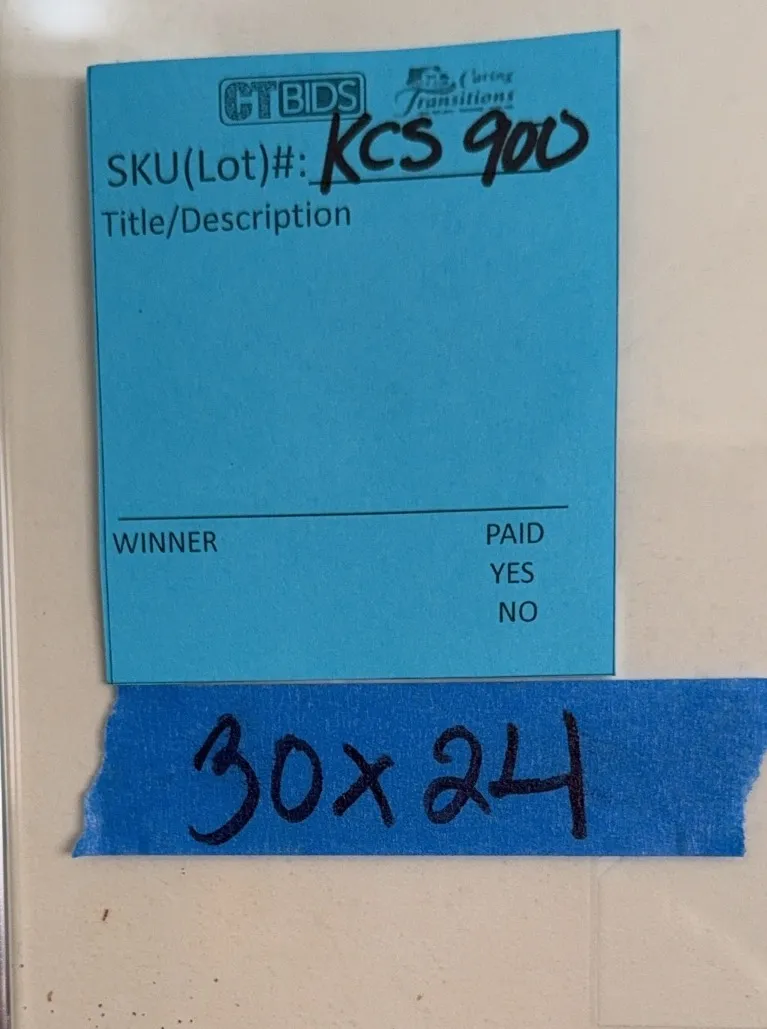 CTBIDS Caring
Transitions
SKU(Lot)#: KCS 900
Title/Description
WINNER PAID
YES
NO
30x24